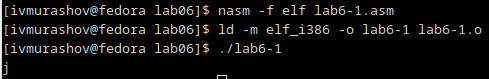 [ivmurashov@fedora lab06]$ nasm -f elf lab6-1.asm
[ivmurashov@fedora lab06]$ ld -m elf_i386 -o lab6-1 lab6-1.o
[ivmurashov@fedora lab06]$ ./lab6-1
j